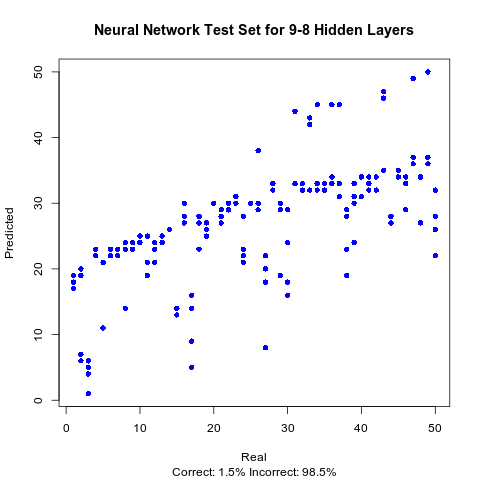 Neural Network Test Set for 9-8 Hidden Layers
50
40
30
20
10
0
Predicted
0 10 20 30 40 50
Real
Correct: 1.5% Incorrect: 98.5%